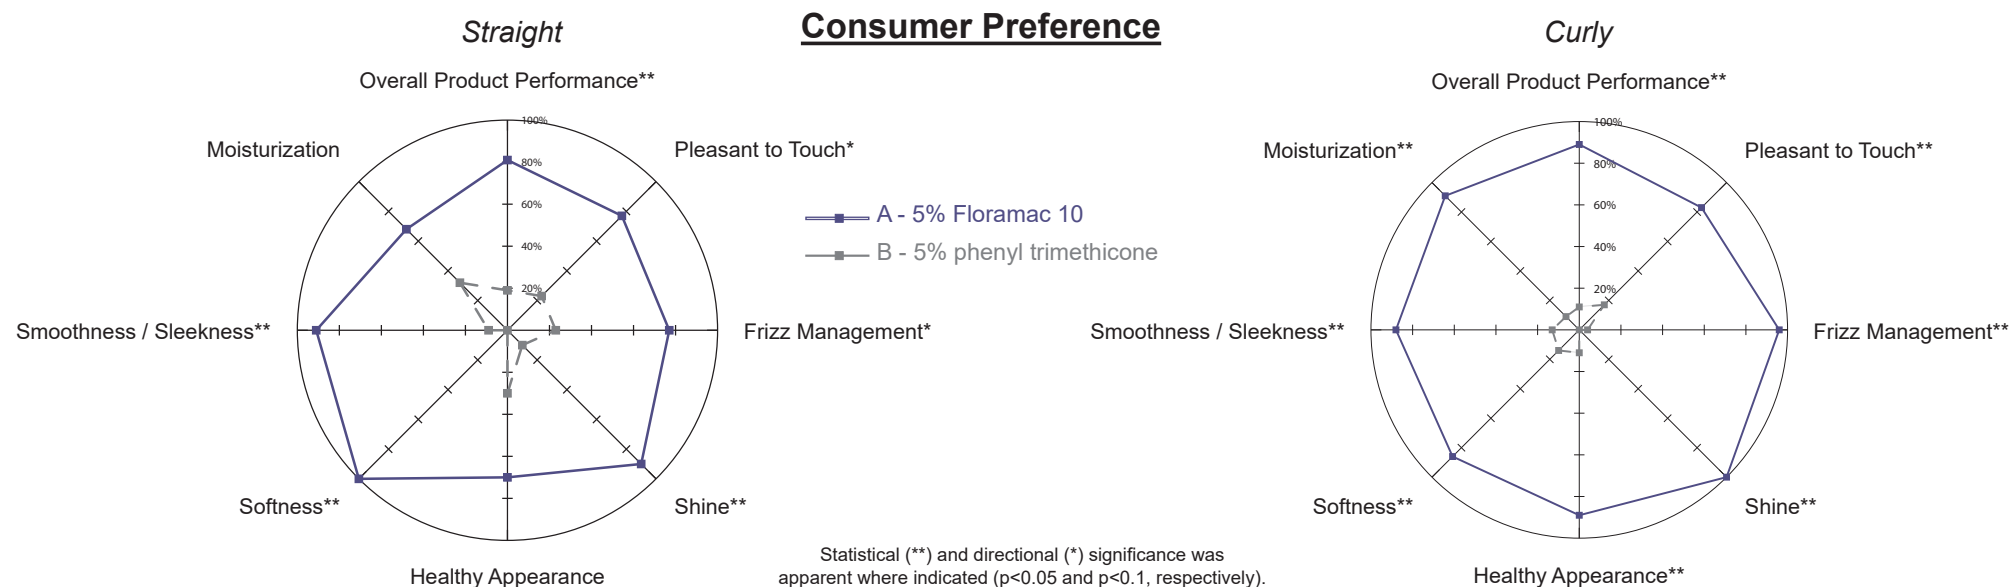 Consumer Preference
Straight
Overall Product Performance**
Moisturization
Pleasant to Touch*
Smoothness / Sleekness**
Frizz Management*
Softness**
Shine**
Healthy Appearance
100%
80%
60%
40%
20%
A - 5% Floramac 10
B - 5% phenyl trimethicone
Curly
Overall Product Performance**
Moisturization**
Pleasant to Touch**
Smoothness / Sleekness**
Frizz Management**
Softness**
Shine**
Healthy Appearance**
100%
80%
60%
40%
20%
Statistical (**) and directional (*) significance was
apparent where indicated (p<0.05 and p<0.1, respectively).